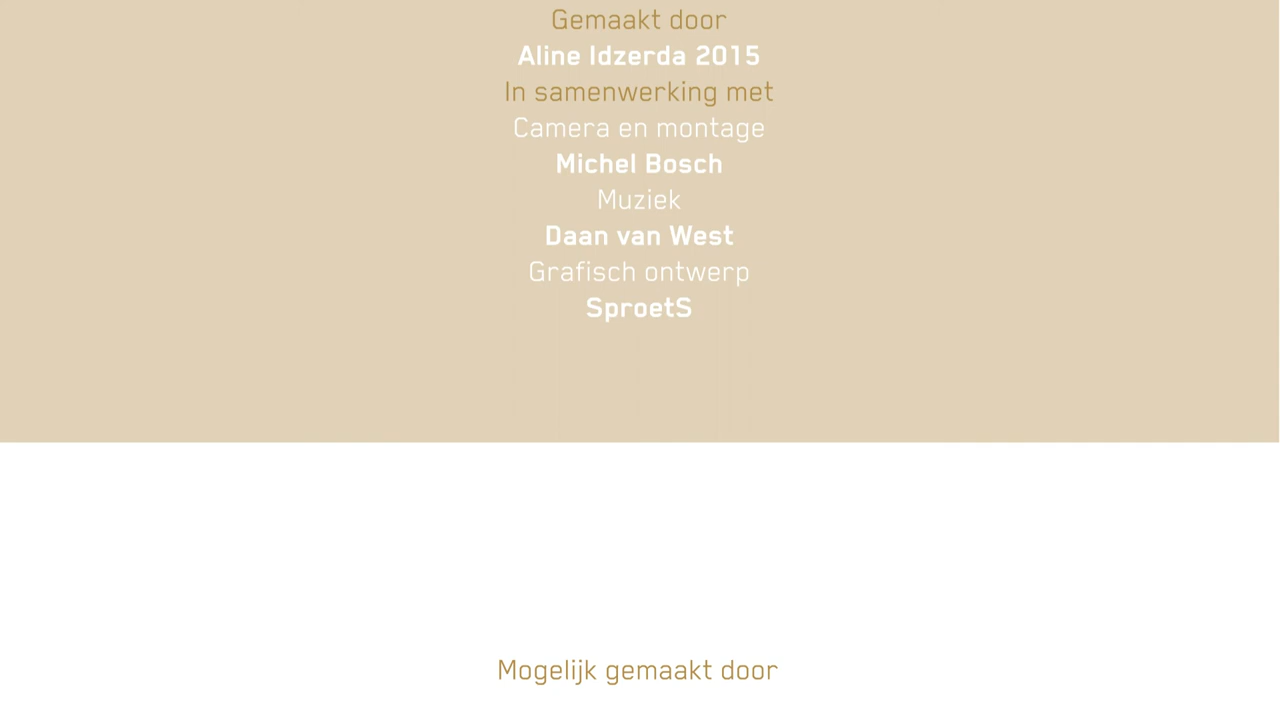 Gemaakt door
Aline Idzerda 2015
In samenwerking met
Camera en montage
Michel Bosch
Muziek
Daan van West
Grafisch ontwerp
SproetS
Mogelijk gemaakt door